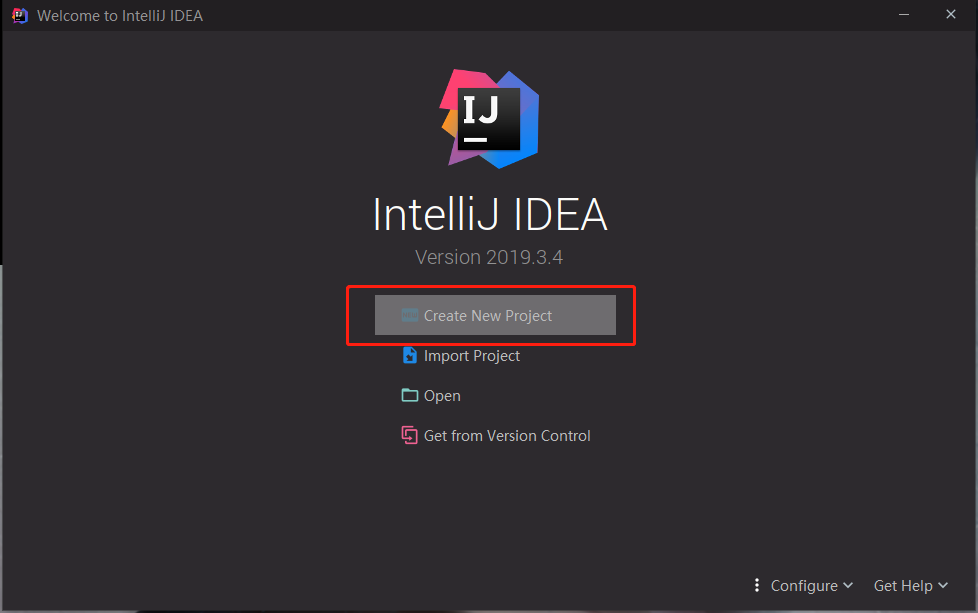 Welcome to IntelliJ IDEA
IJ
IntelliJ IDEA
Version 2019.3.4
Create New Project
Import Project
Open
Get from Version Control
Configure
Get Help